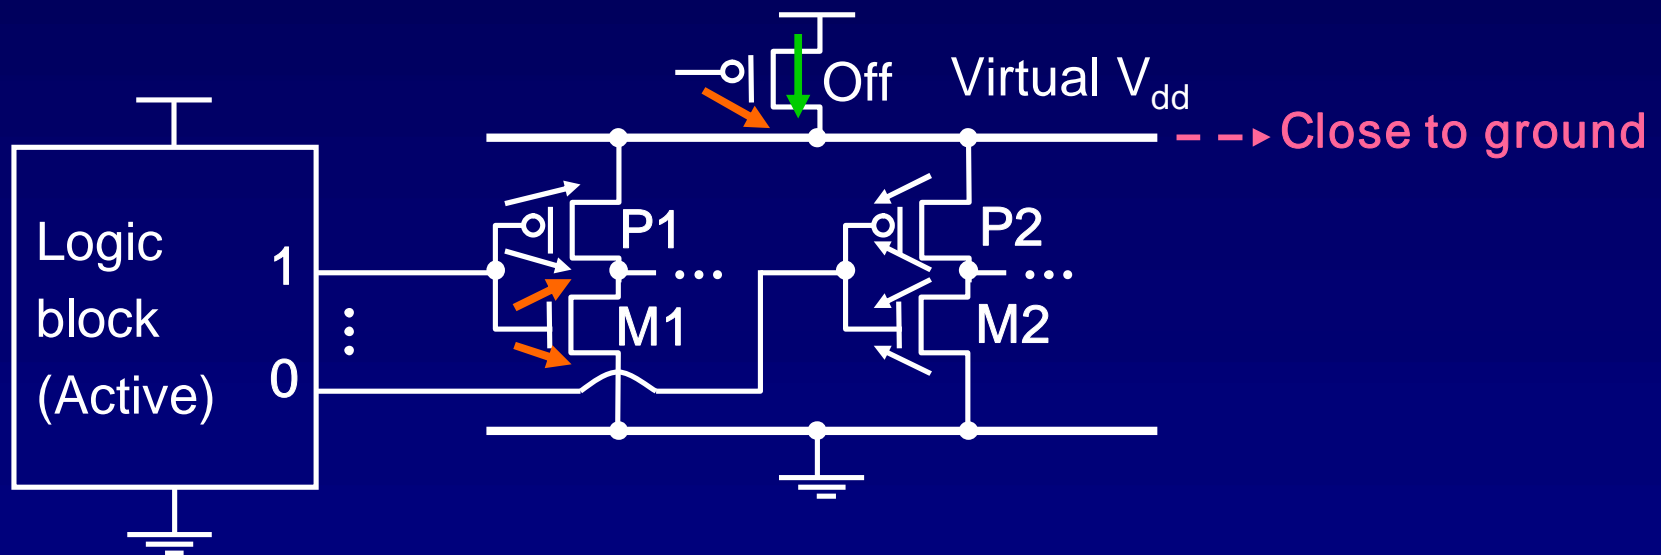 Off
Virtual Vdd
Close to ground
Logic
block
(Active)
1
0
P1
...
M1
P2
...
M2